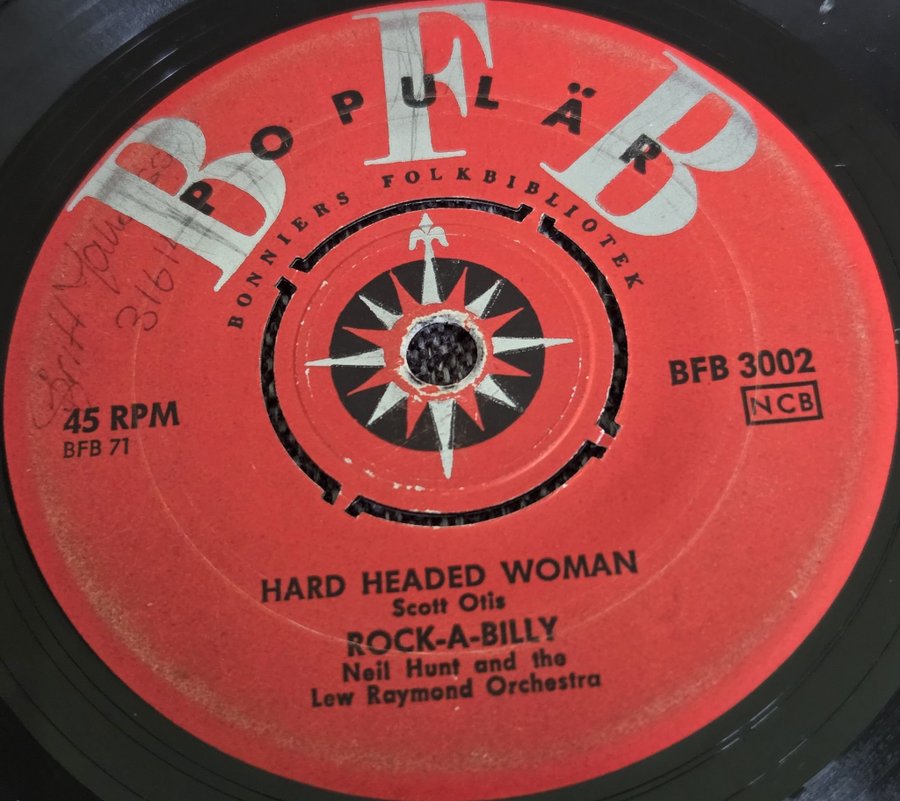 BFB
POPULÄR
BONNIERS FOLKBIBLIOTEK
45 RPM
BFB 71
BFB 3002
NCB
HARD HEADED WOMAN
Scott Otis
ROCK-A-BILLY
Neil Hunt and the
Lew Raymond Orchestra